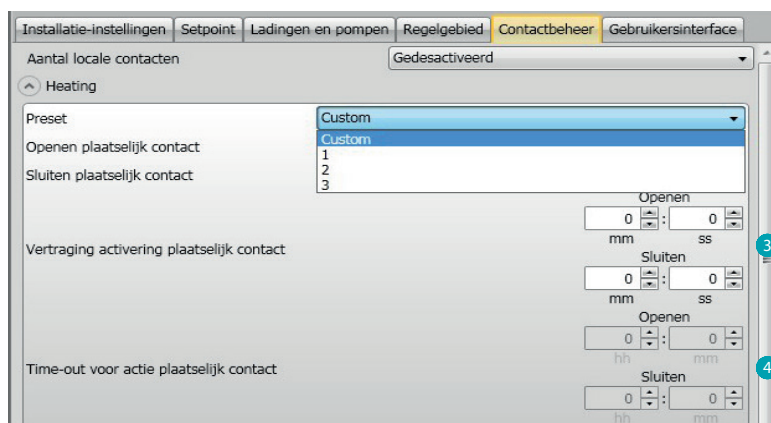 Installatie-instellingen Setpoint Ladingen en pompen Regelgebied Contactbeheer Gebruikersinterface
Aantal locale contacten Gedesactiveerd
Heating
Preset Custom
Custom
Openen plaatselijk contact
1
2
Sluiten plaatselijk contact
3
Openen
0 : 0
mm ss
Vertraging activering plaatselijk contact
3
Sluiten
0 : 0
mm ss
Openen
0 : 0
hh mm
Time-out voor actie plaatselijk contact
4
Sluiten
0 : 0
hh mm